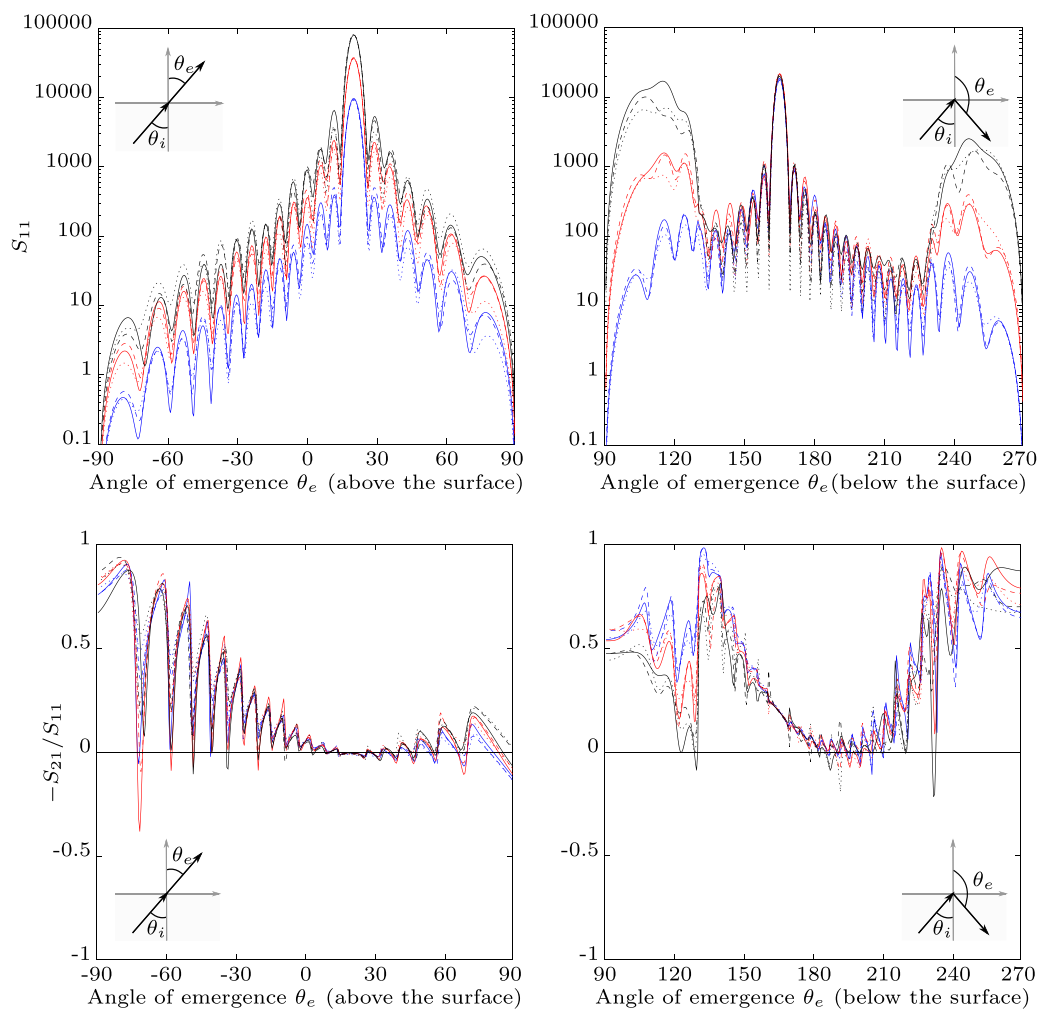 100000
10000
1000
100
10
1
0.1
S11
θe
θi
-90 -60 -30 0 30 60 90
Angle of emergence θe (above the surface)
100000
10000
1000
100
10
1
0.1
θe
θi
90 120 150 180 210 240 270
Angle of emergence θe(below the surface)
1
0.5
0
-0.5
-1
−S21/S11
θe
θi
-90 -60 -30 0 30 60 90
Angle of emergence θe (above the surface)
1
0.5
0
-0.5
-1
θe
θi
90 120 150 180 210 240 270
Angle of emergence θe (below the surface)